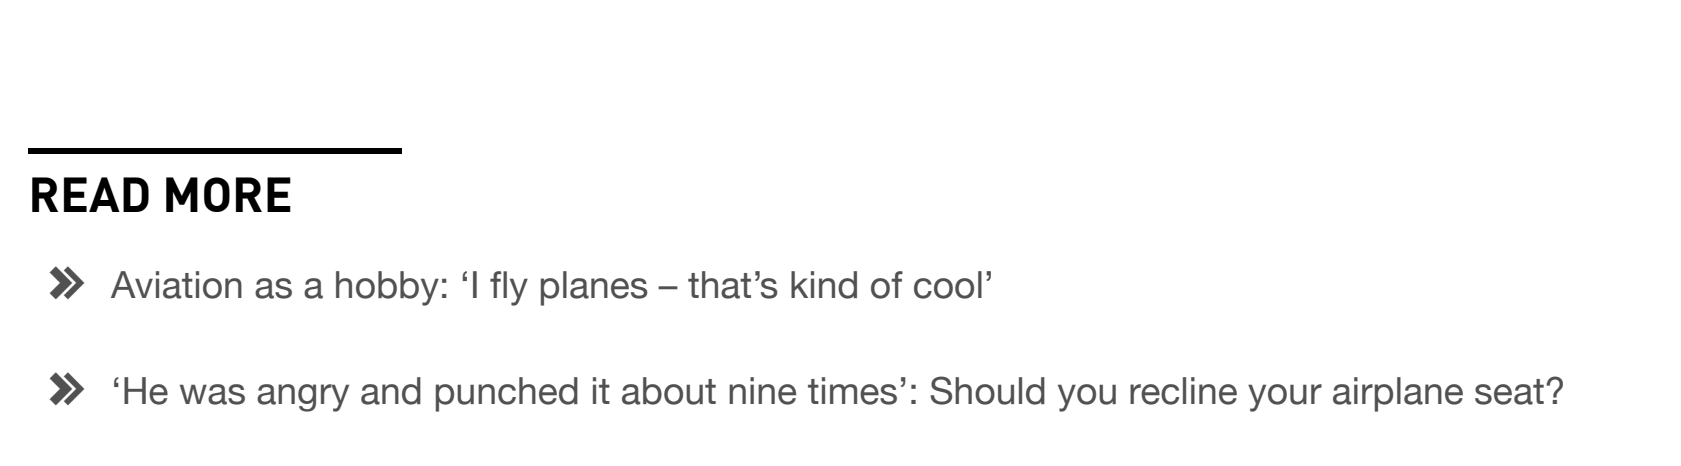 READ MORE
Aviation as a hobby: ‘I fly planes – that’s kind of cool’
‘He was angry and punched it about nine times’: Should you recline your airplane seat?